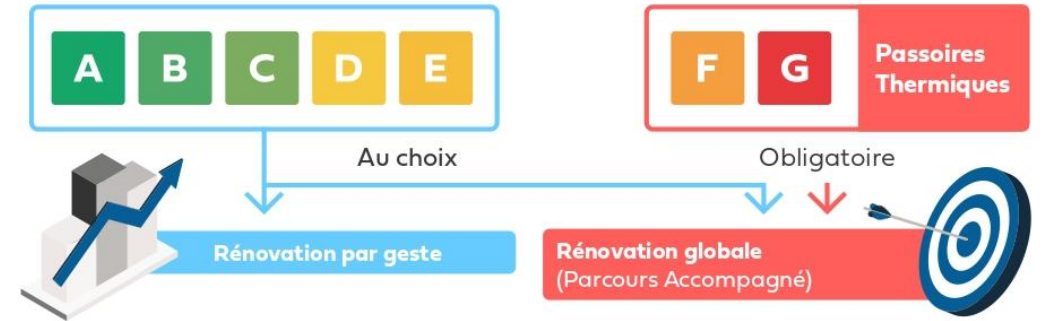 A B C D E
F G
Passoires
Thermiques
Au choix
Obligatoire
Rénovation par geste
Rénovation globale
(Parcours Accompagné)